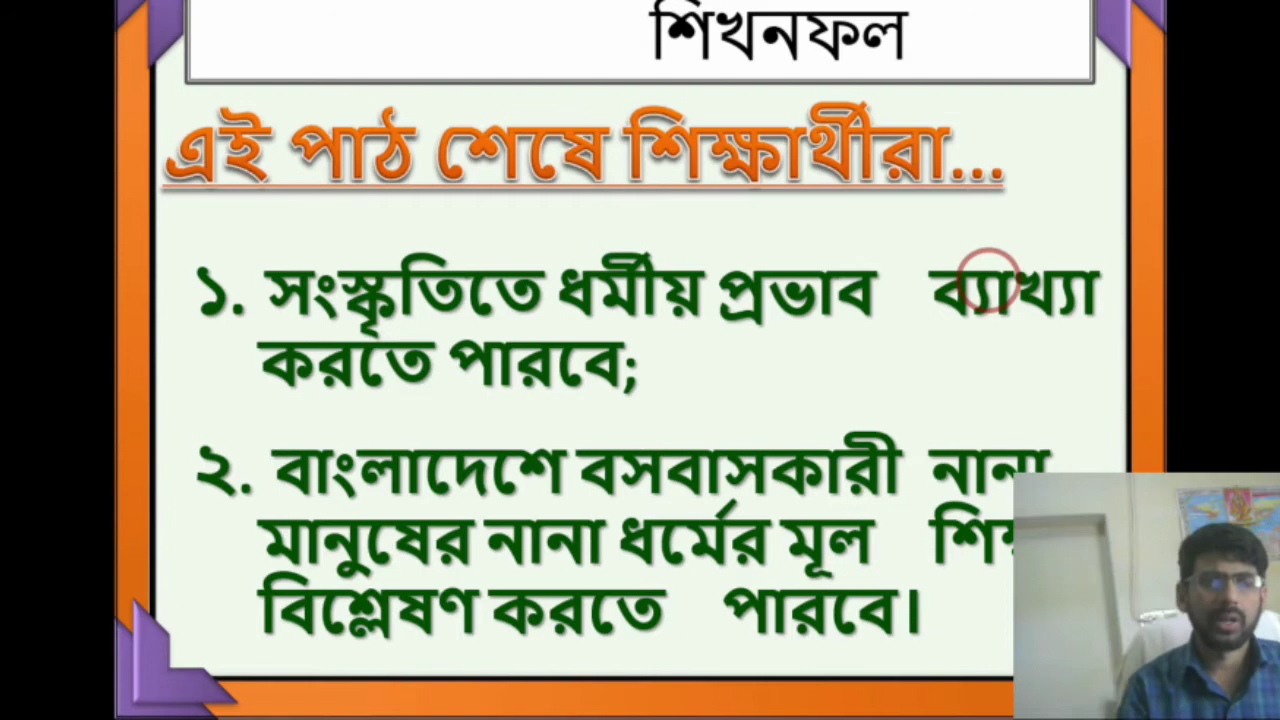 শিখনফল
এই পাঠ শেষে শিক্ষার্থীরা...
১. সংস্কৃতিতে ধর্মীয় প্রভাব ব্যাখ্যা
করতে পারবে;
২. বাংলাদেশে বসবাসকারী নানা
মানুষের নানা ধর্মের মূল
বিশ্লেষণ করতে পারবে।